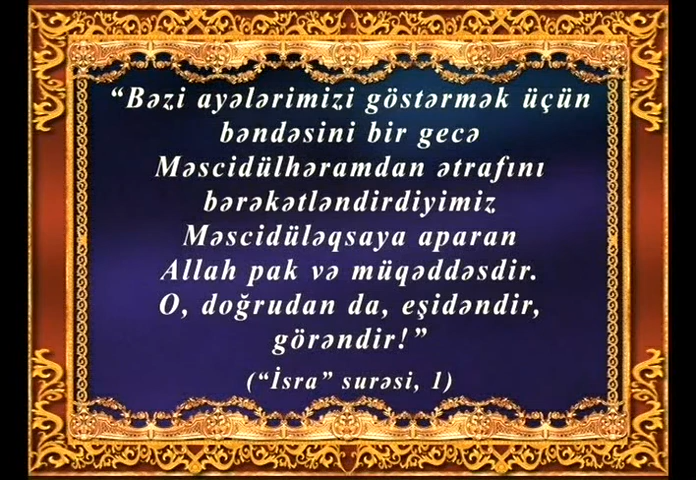 “Bəzi ayələrimizi göstərmək üçün
bəndəsini bir gecə
Məscidülhəramdan ətrafını
bərəkətləndirdiyimiz
Məscidüləqsaya aparan
Allah pak və müqəddəsdir.
O, doğrudan da, eşidəndir,
görəndir!”
(“İsra” surəsi, 1)